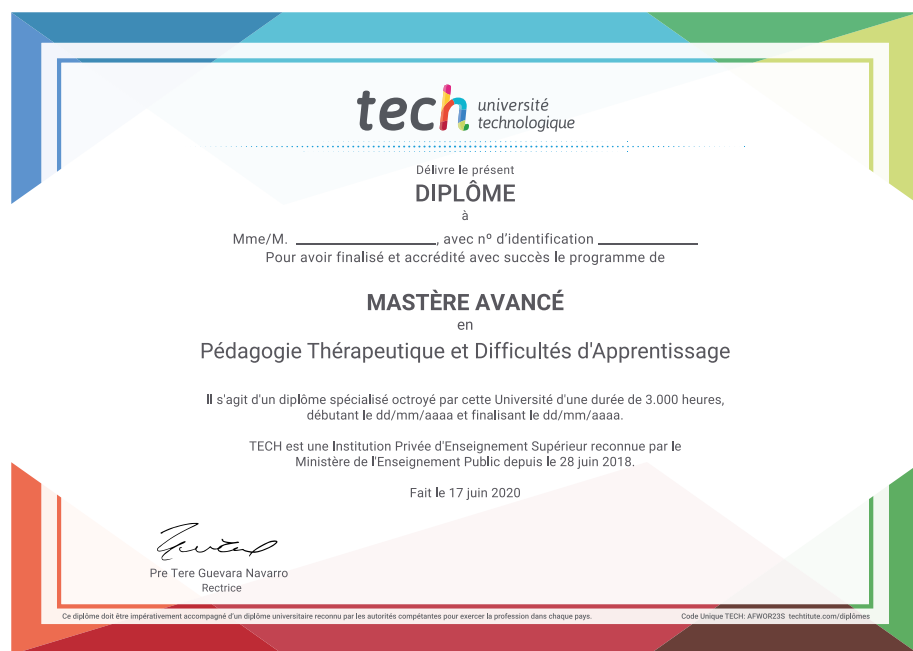 tech université
technologique
Délivre le présent
DIPLÔME
à
Mme/M. ____________, avec nº d'identification ____________
Pour avoir finalisé et accrédité avec succès le programme de
MASTÈRE AVANCÉ
en
Pédagogie Thérapeutique et Difficultés d'Apprentissage
Il s'agit d'un diplôme spécialisé octroyé par cette Université d'une durée de 3.000 heures,
débutant le dd/mm/aaaa et finalisant le dd/mm/aaaa.
TECH est une Institution Privée d'Enseignement Supérieur reconnue par le
Ministère de l'Enseignement Public depuis le 28 juin 2018.
Fait le 17 juin 2020
Pre Tere Guevara Navarro
Rectrice
Ce diplôme doit être impérativement accompagné d'un diplôme universitaire reconnu par les autorités compétentes pour exercer la profession dans chaque pays.
Code Unique TECH: AFWOR23S techtitute.com/diplômes